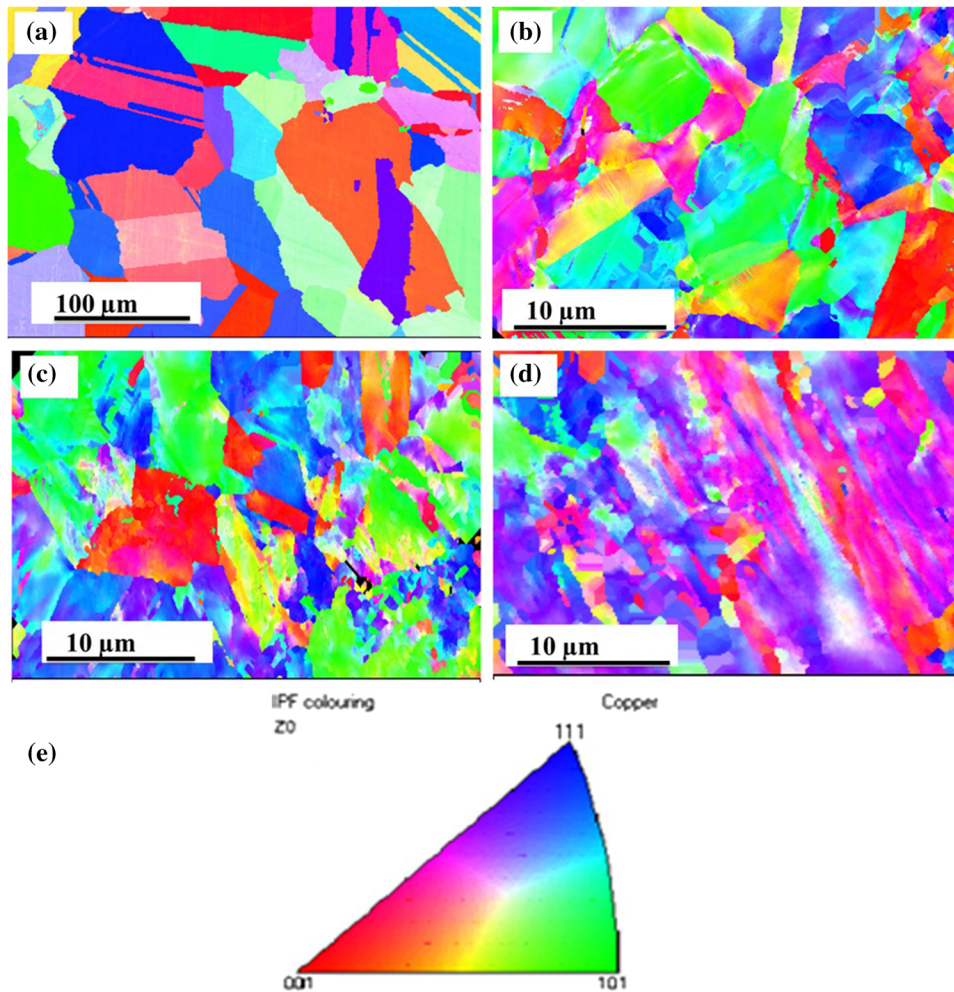 (a)
(b)
100 µm
10 µm
(c)
(d)
10 µm
10 µm
IPF colouring
Copper
Z0
(e)
111
001
101